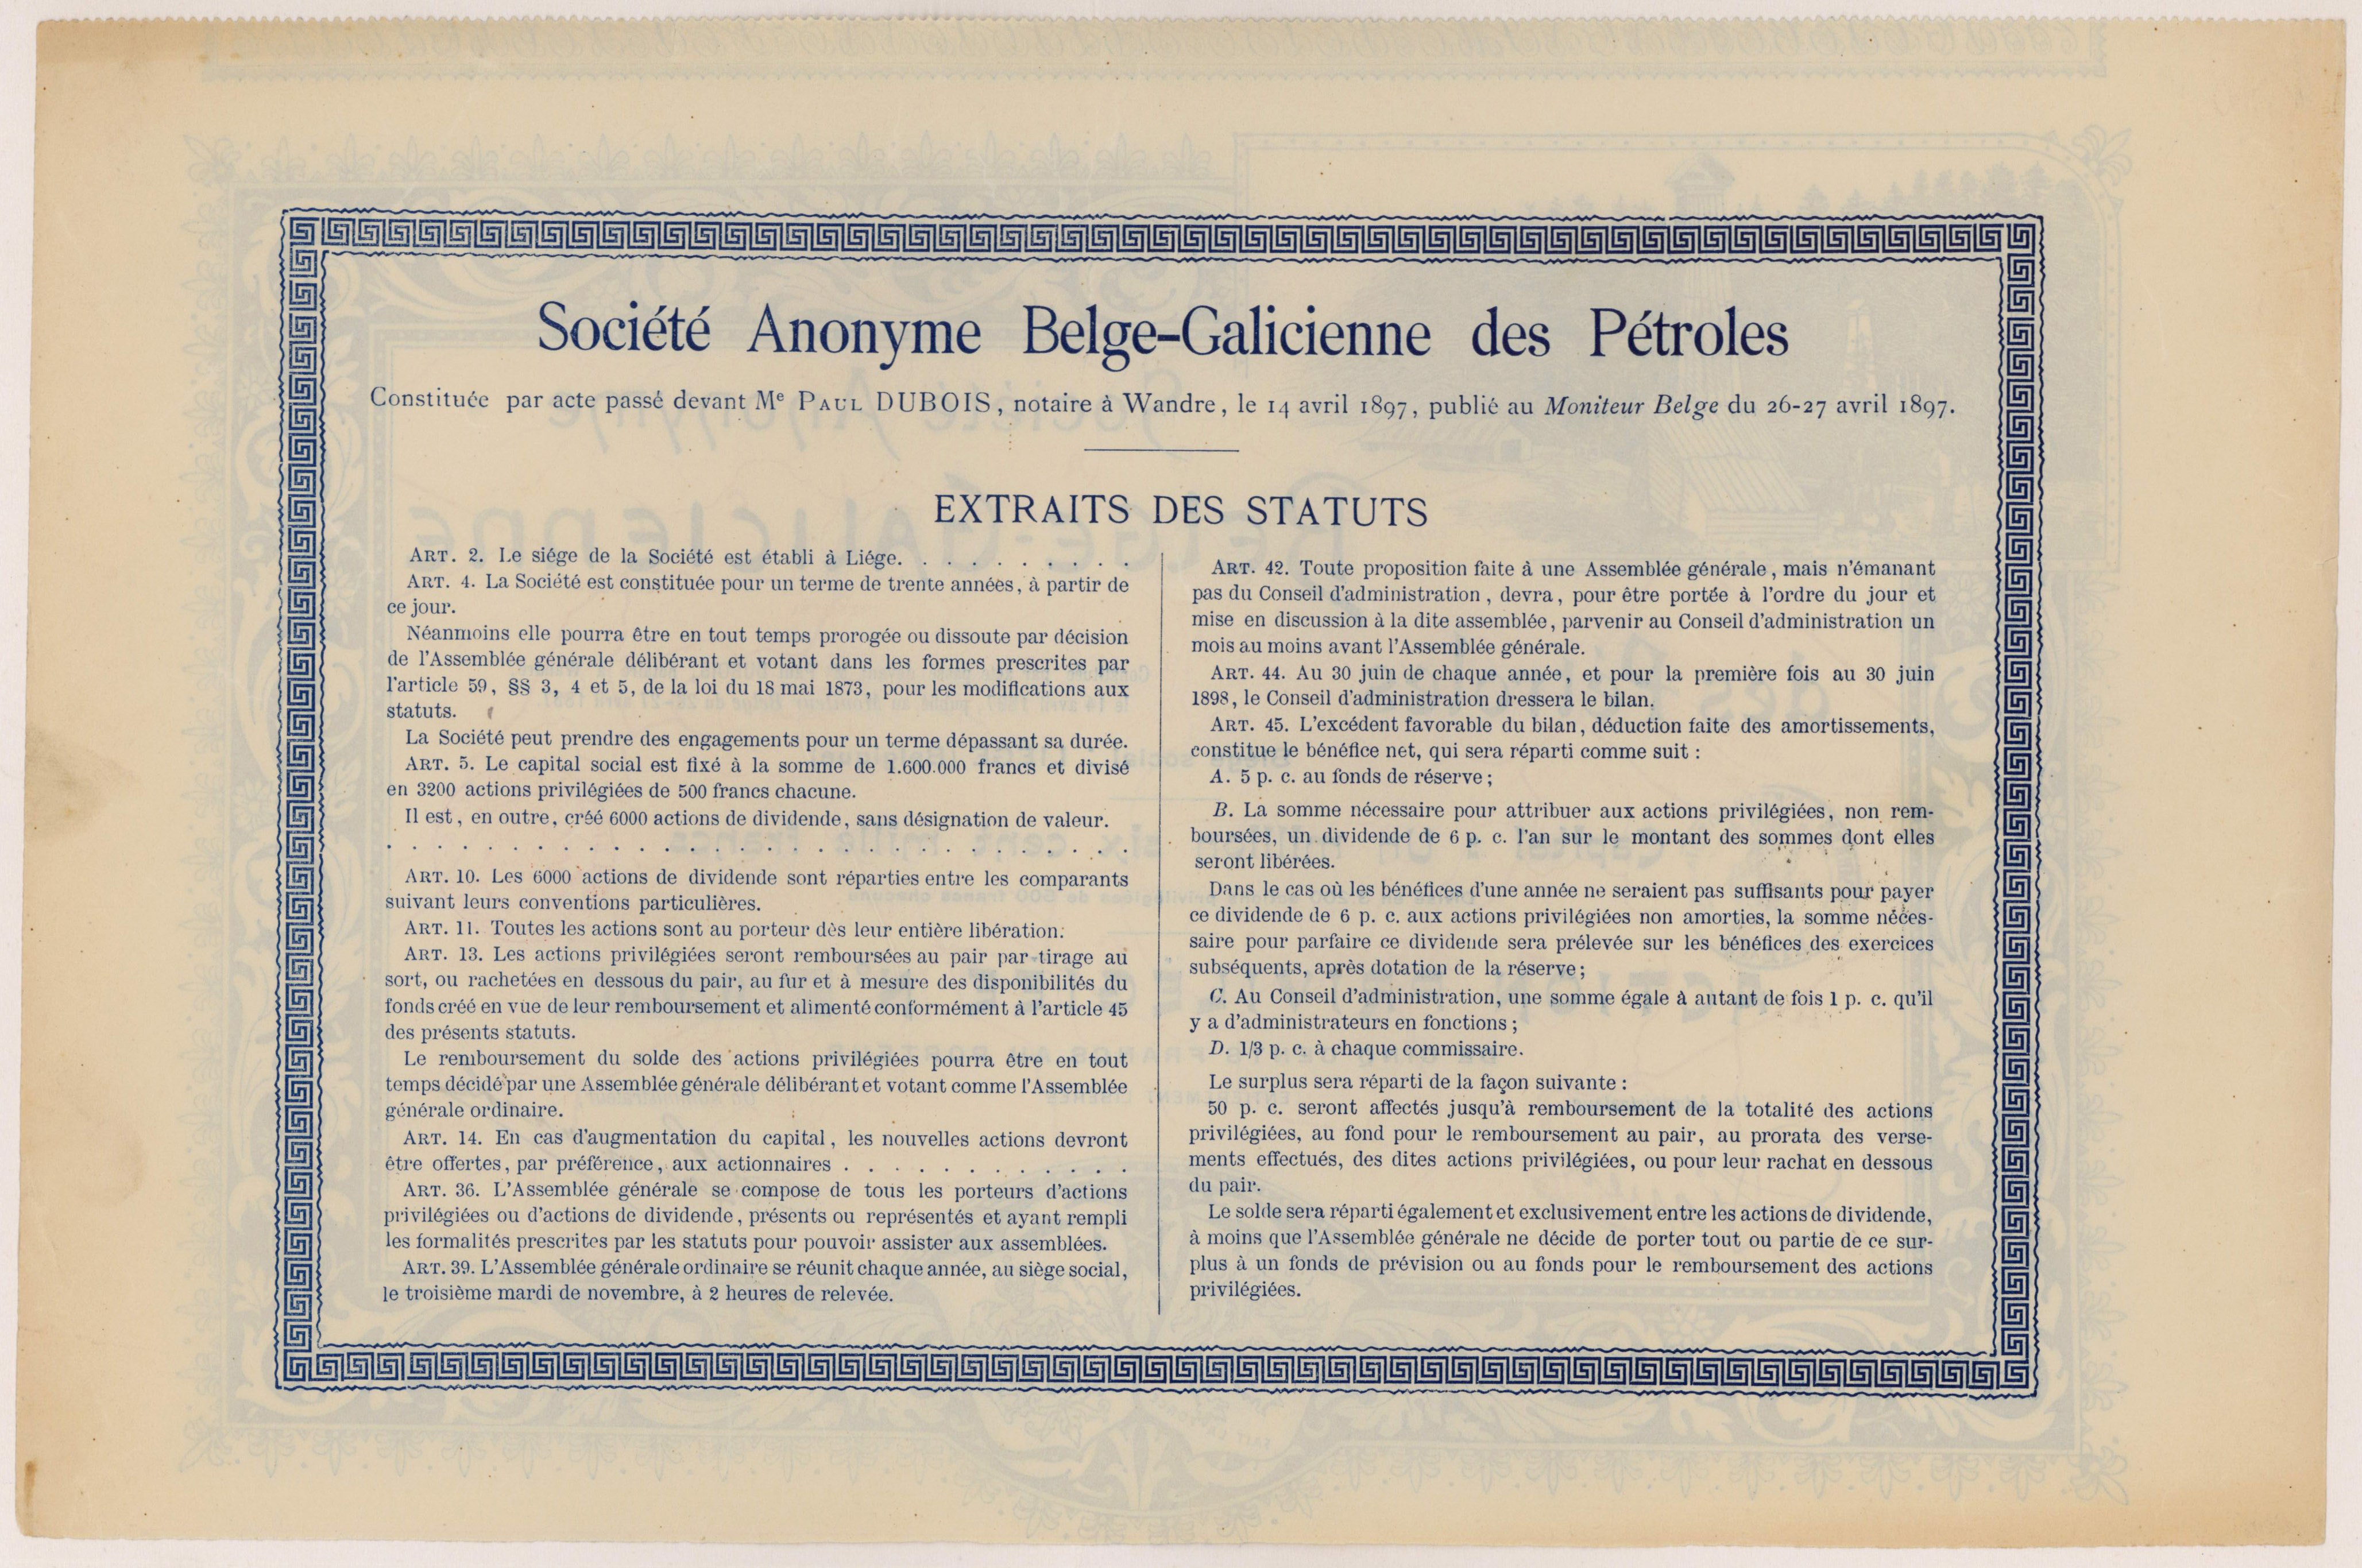 Société Anonyme Belge-Galicienne des Pétroles
Constituée par acte passé devant Me PAUL DUBOIS, notaire à Wandre, le 14 avril 1897, publié au Moniteur Belge du 26-27 avril 1897.
EXTRAITS DES STATUTS
ART. 2. Le siége de la Société est établi à Liége. . . . . . . . . .
ART. 4. La Société est constituée pour un terme de trente années, à partir de
ce jour.
Néanmoins elle pourra être en tout temps prorogée ou dissoute par décision
de l'Assemblée générale délibérant et votant dans les formes prescrites par
l'article 59, §§ 3, 4 et 5, de la loi du 18 mai 1873, pour les modifications aux
statuts.
La Société peut prendre des engagements pour un terme dépassant sa durée.
ART. 5. Le capital social est fixé à la somme de 1.600.000 francs et divisé
en 3200 actions privilégiées de 500 francs chacune.
Il est, en outre, créé 6000 actions de dividende, sans désignation de valeur.
. . . . . . . . . . . . . . . . . . . . . . . . . . . . . .
ART. 10. Les 6000 actions de dividende sont réparties entre les comparants
suivant leurs conventions particulières.
ART. 11. Toutes les actions sont au porteur dès leur entière libération.
ART. 13. Les actions privilégiées seront remboursées au pair par tirage au
sort, ou rachetées en dessous du pair, au fur et à mesure des disponibilités du
fonds créé en vue de leur remboursement et alimenté conformément à l'article 45
des présents statuts.
Le remboursement du solde des actions privilégiées pourra être en tout
temps décidé par une Assemblée générale délibérant et votant comme l'Assemblée
générale ordinaire.
ART. 14. En cas d'augmentation du capital, les nouvelles actions devront
être offertes, par préférence, aux actionnaires . . . . . . . . . . . .
ART. 36. L'Assemblée générale se compose de tous les porteurs d'actions
privilégiées ou d'actions de dividende, présents ou représentés et ayant rempli
les formalités prescrites par les statuts pour pouvoir assister aux assemblées.
ART. 39. L'Assemblée générale ordinaire se réunit chaque année, au siège social,
le troisième mardi de novembre, à 2 heures de relevée.
ART. 42. Toute proposition faite à une Assemblée générale, mais n'émanant
pas du Conseil d'administration, devra, pour être portée à l'ordre du jour et
mise en discussion à la dite assemblée, parvenir au Conseil d'administration un
mois au moins avant l'Assemblée générale.
ART. 44. Au 30 juin de chaque année, et pour la première fois au 30 juin
1898, le Conseil d'administration dressera le bilan.
ART. 45. L'excédent favorable du bilan, déduction faite des amortissements,
constitue le bénéfice net, qui sera réparti comme suit :
A. 5 p. c. au fonds de réserve;
B. La somme nécessaire pour attribuer aux actions privilégiées, non rem-
boursées, un dividende de 6 p. c. l'an sur le montant des sommes dont elles
seront libérées.
Dans le cas où les bénéfices d'une année ne seraient pas suffisants pour payer
ce dividende de 6 p. c. aux actions privilégiées non amorties, la somme néces-
saire pour parfaire ce dividende sera prélevée sur les bénéfices des exercices
subséquents, après dotation de la réserve;
C. Au Conseil d'administration, une somme égale à autant de fois 1 p. c. qu'il
y a d'administrateurs en fonctions;
D. 1/3 p. c. à chaque commissaire.
Le surplus sera réparti de la façon suivante :
50 p. c. seront affectés jusqu'à remboursement de la totalité des actions
privilégiées, au fond pour le remboursement au pair, au prorata des verse-
ments effectués, des dites actions privilégiées, ou pour leur rachat en dessous
du pair.
Le solde sera réparti également et exclusivement entre les actions de dividende,
à moins que l'Assemblée générale ne décide de porter tout ou partie de ce sur-
plus à un fonds de prévision ou au fonds pour le remboursement des actions
privilégiées.